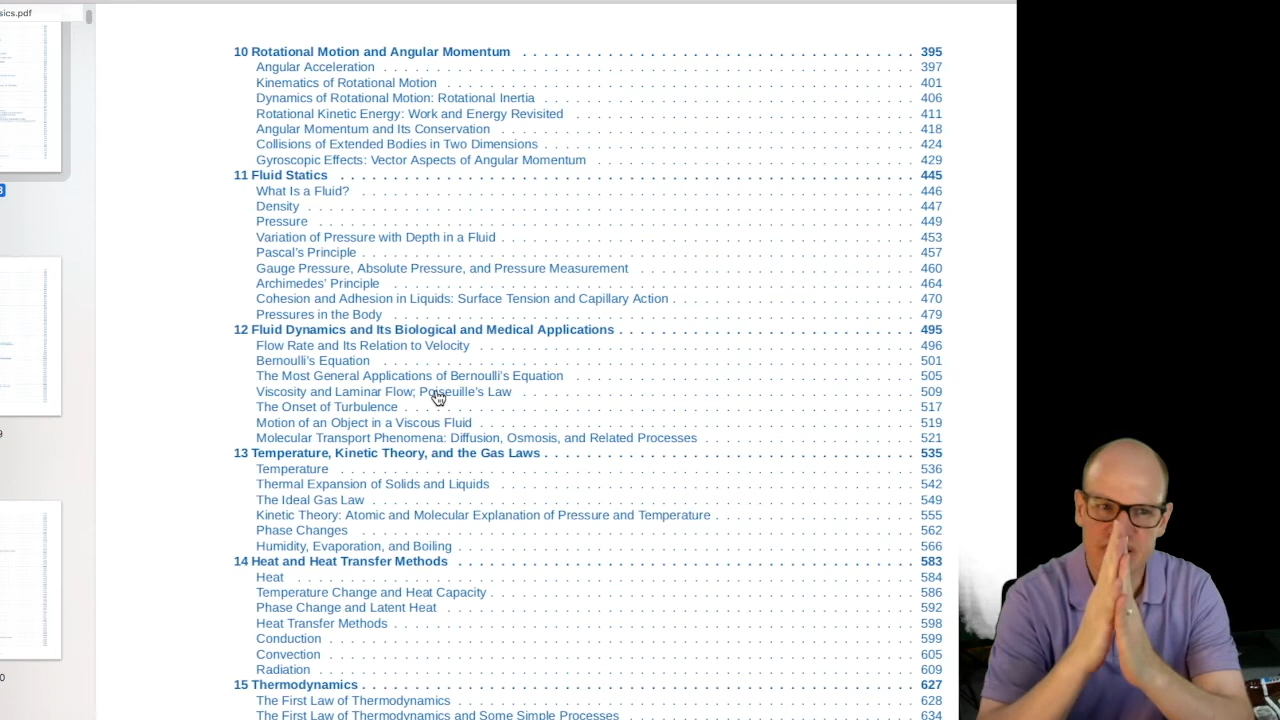 sics.pdf
10 Rotational Motion and Angular Momentum . . . . . . . . . . . . . . . . . . . . . . . . . . . . . . 395
Angular Acceleration . . . . . . . . . . . . . . . . . . . . . . . . . . . . . . 397
Kinematics of Rotational Motion . . . . . . . . . . . . . . . . . . . . . . . . . . . . . . 401
Dynamics of Rotational Motion: Rotational Inertia . . . . . . . . . . . . . . . . . . . . . . . . . . . . . . 406
Rotational Kinetic Energy: Work and Energy Revisited . . . . . . . . . . . . . . . . . . . . . . . . . . . . . . 411
Angular Momentum and Its Conservation . . . . . . . . . . . . . . . . . . . . . . . . . . . . . . 418
Collisions of Extended Bodies in Two Dimensions . . . . . . . . . . . . . . . . . . . . . . . . . . . . . . 424
Gyroscopic Effects: Vector Aspects of Angular Momentum . . . . . . . . . . . . . . . . . . . . . . . . . . . . . . 429
11 Fluid Statics . . . . . . . . . . . . . . . . . . . . . . . . . . . . . . 445
What Is a Fluid? . . . . . . . . . . . . . . . . . . . . . . . . . . . . . . 446
Density . . . . . . . . . . . . . . . . . . . . . . . . . . . . . . 447
Pressure . . . . . . . . . . . . . . . . . . . . . . . . . . . . . . 449
Variation of Pressure with Depth in a Fluid . . . . . . . . . . . . . . . . . . . . . . . . . . . . . . 453
Pascal's Principle . . . . . . . . . . . . . . . . . . . . . . . . . . . . . . 457
Gauge Pressure, Absolute Pressure, and Pressure Measurement . . . . . . . . . . . . . . . . . . . . 460
Archimedes' Principle . . . . . . . . . . . . . . . . . . . . . . . . . . . . . . 464
Cohesion and Adhesion in Liquids: Surface Tension and Capillary Action . . . . . . . . . . . . . . . . . . . . 470
Pressures in the Body . . . . . . . . . . . . . . . . . . . . . . . . . . . . . . 479
12 Fluid Dynamics and Its Biological and Medical Applications . . . . . . . . . . . . . . . . . . . . 495
Flow Rate and Its Relation to Velocity . . . . . . . . . . . . . . . . . . . . . . . . . . . . . . 496
Bernoulli's Equation . . . . . . . . . . . . . . . . . . . . . . . . . . . . . . 501
The Most General Applications of Bernoulli's Equation . . . . . . . . . . . . . . . . . . . . 505
Viscosity and Laminar Flow; Poiseuille's Law . . . . . . . . . . . . . . . . . . . . . . . . . 509
The Onset of Turbulence . . . . . . . . . . . . . . . . . . . . . . . . . . . . . . 517
Motion of an Object in a Viscous Fluid . . . . . . . . . . . . . . . . . . . . . . . . . . . . . . 519
Molecular Transport Phenomena: Diffusion, Osmosis, and Related Processes . . . . . . . . . . . . . . . 521
13 Temperature, Kinetic Theory, and the Gas Laws . . . . . . . . . . . . . . . . . . . . . . . . . 535
Temperature . . . . . . . . . . . . . . . . . . . . . . . . . . . . . . 536
Thermal Expansion of Solids and Liquids . . . . . . . . . . . . . . . . . . . . . . . . . . . . . . 542
The Ideal Gas Law . . . . . . . . . . . . . . . . . . . . . . . . . . . . . . 549
Kinetic Theory: Atomic and Molecular Explanation of Pressure and Temperature . . . . . . . . . . . . . . . 555
Phase Changes . . . . . . . . . . . . . . . . . . . . . . . . . . . . . . 562
Humidity, Evaporation, and Boiling . . . . . . . . . . . . . . . . . . . . . . . . . . . . . . 566
14 Heat and Heat Transfer Methods . . . . . . . . . . . . . . . . . . . . . . . . . . . . . . 583
Heat . . . . . . . . . . . . . . . . . . . . . . . . . . . . . . 584
Temperature Change and Heat Capacity . . . . . . . . . . . . . . . . . . . . . . . . . . . . . . 586
Phase Change and Latent Heat . . . . . . . . . . . . . . . . . . . . . . . . . . . . . . 592
Heat Transfer Methods . . . . . . . . . . . . . . . . . . . . . . . . . . . . . . 598
Conduction . . . . . . . . . . . . . . . . . . . . . . . . . . . . . . 599
Convection . . . . . . . . . . . . . . . . . . . . . . . . . . . . . . 605
Radiation . . . . . . . . . . . . . . . . . . . . . . . . . . . . . . 609
15 Thermodynamics . . . . . . . . . . . . . . . . . . . . . . . . . . . . . . 627
The First Law of Thermodynamics . . . . . . . . . . . . . . . . . . . . . . . . . . . . . . 628
The First Law of Thermodynamics and Some Simple Processes . . . . . . . . . . . . . . . . . . . . 634